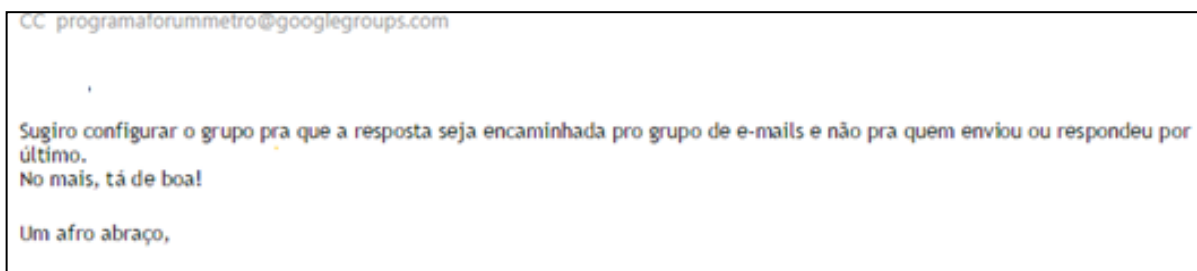 CC programaforummetro@googlegroups.com
Sugiro configurar o grupo pra que a resposta seja encaminhada pro grupo de e-mails e não pra quem enviou ou respondeu por
último.
No mais, tá de boa!
Um afro abraço,